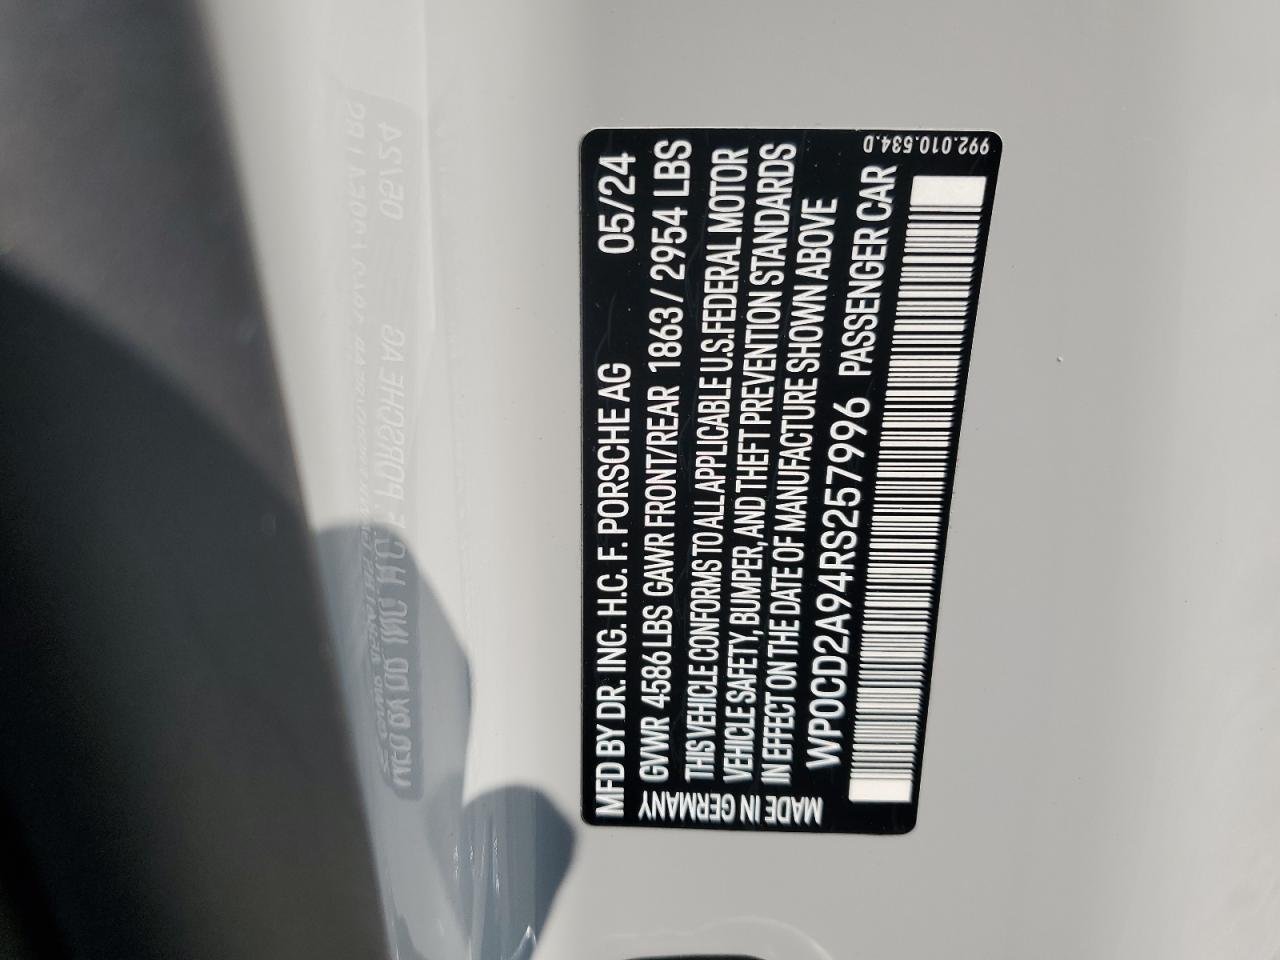 MFD BY DR. ING. H.C. F. PORSCHE AG 05/24
GVWR 4586 LBS GAWR FRONT/REAR 1863 / 2954 LBS
THIS VEHICLE CONFORMS TO ALL APPLICABLE U.S.FEDERAL MOTOR
VEHICLE SAFETY, BUMPER, AND THEFT PREVENTION STANDARDS
IN EFFECT ON THE DATE OF MANUFACTURE SHOWN ABOVE
WP0CD2A94RS257996 PASSENGER CAR
MADE IN GERMANY
992.010.534.D